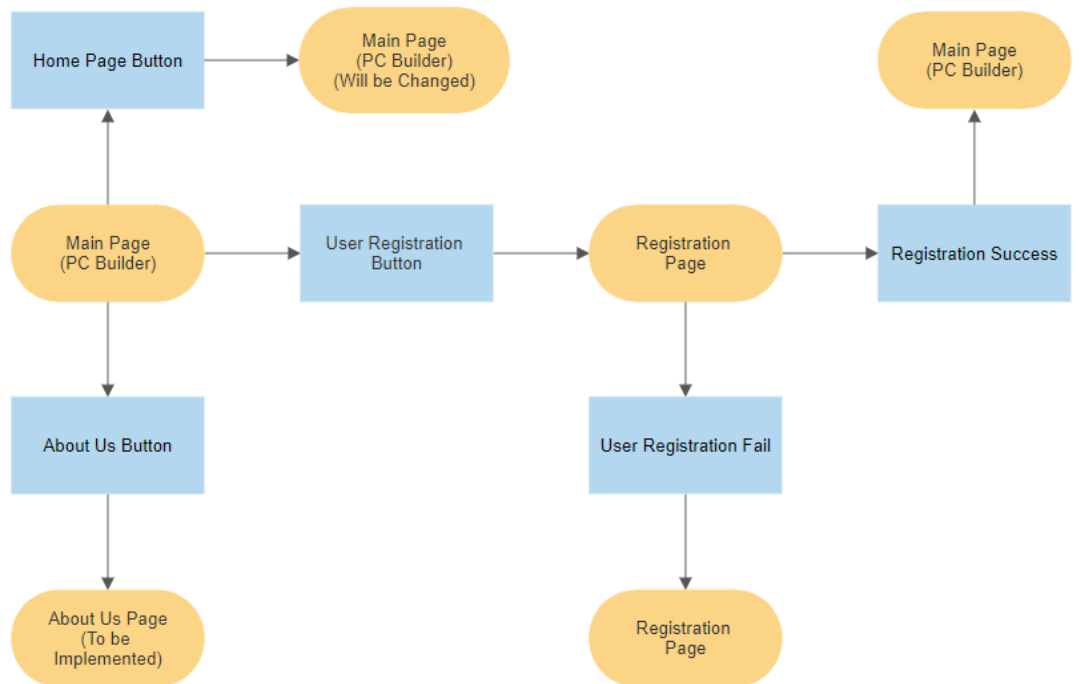 Home Page Button
Main Page
(PC Builder)
(Will be Changed)
Main Page
(PC Builder)
Main Page
(PC Builder)
User Registration
Button
Registration
Page
Registration Success
About Us Button
User Registration Fail
About Us Page
(To be
Implemented)
Registration
Page